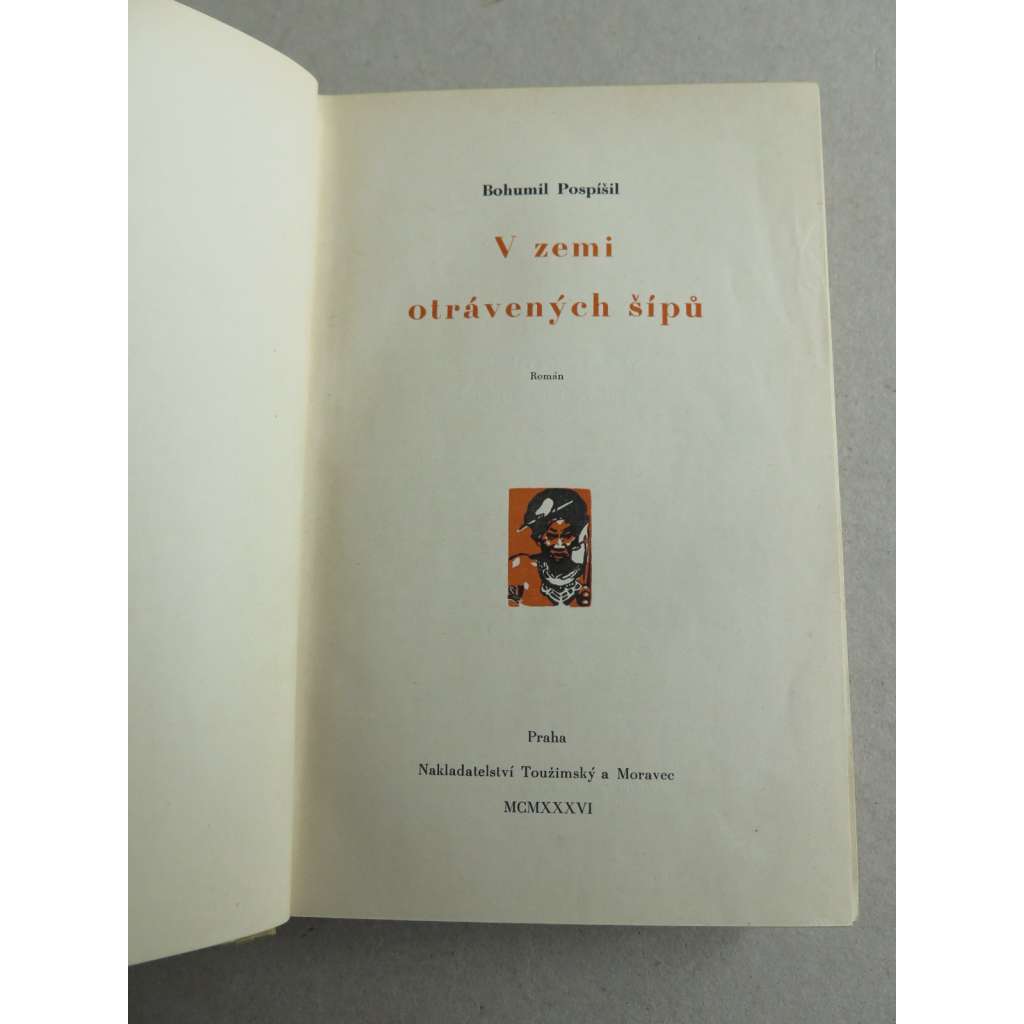 Bohumil Pospíšil
V zemi
otrávených šípů
Román
Praha
Nakladatelství Toužimský a Moravec
MCMXXXVI